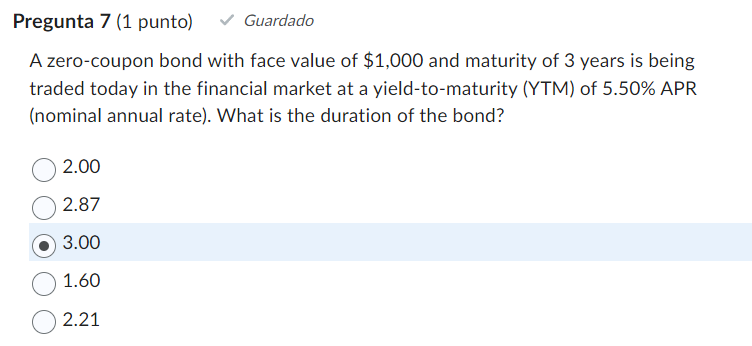 Pregunta 7 (1 punto) ✓ Guardado
A zero-coupon bond with face value of $1,000 and maturity of 3 years is being
traded today in the financial market at a yield-to-maturity (YTM) of 5.50% APR
(nominal annual rate). What is the duration of the bond?
2.00
2.87
3.00
1.60
2.21